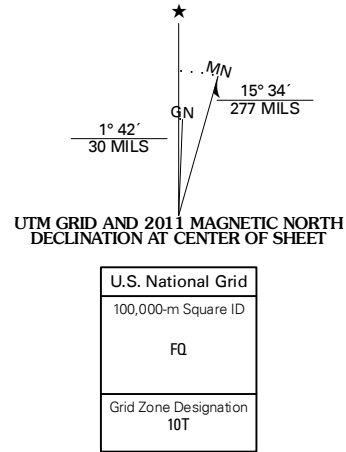 ★
MN
GN
15° 34´
277 MILS
1° 42´
30 MILS
UTM GRID AND 2011 MAGNETIC NORTH
DECLINATION AT CENTER OF SHEET
U.S. National Grid
100,000-m Square ID
FQ
Grid Zone Designation
10T